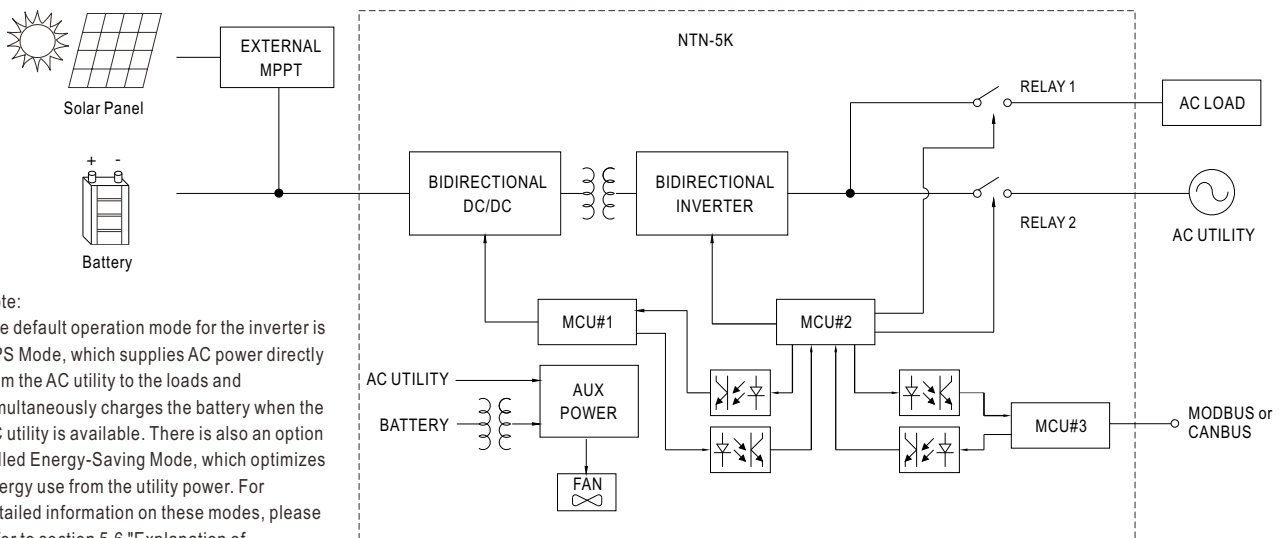 NTN-5K
EXTERNAL
MPPT
Solar Panel
RELAY 1
AC LOAD
+ -
Battery
BIDIRECTIONAL
DC/DC
BIDIRECTIONAL
INVERTER
RELAY 2
AC UTILITY
MCU#1
MCU#2
AC UTILITY
BATTERY
AUX
POWER
FAN
MCU#3
MODBUS or
CANBUS
default operation mode for the inverter is
Mode, which supplies AC power directly
the AC utility to the loads and
charges the battery when the
utility is available. There is also an option
Energy-Saving Mode, which optimizes
use from the utility power. For
information on these modes, please
to section 5-6 "Explanation of